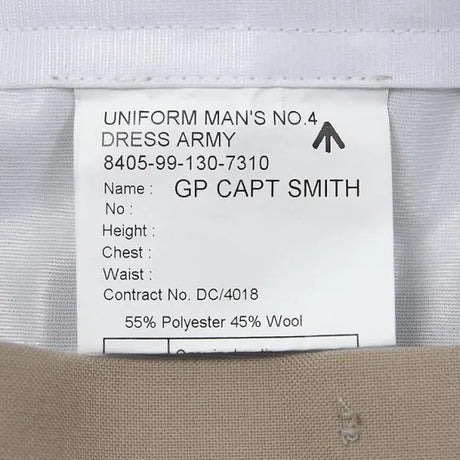 UNIFORM MAN'S NO.4
DRESS ARMY
8405-99-130-7310
Name : GP CAPT SMITH
No :
Height :
Chest :
Waist :
Contract No. DC/4018
55% Polyester 45% Wool